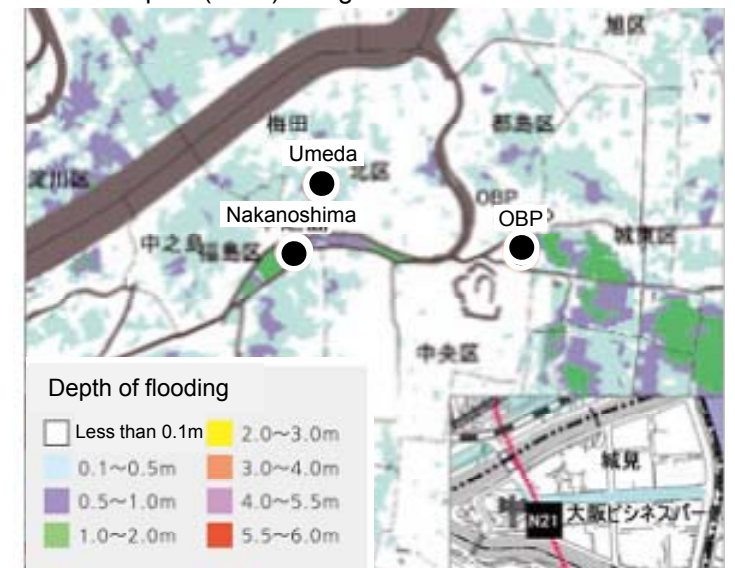 旭区
梅田
都島区
Umeda
北区
淀川区
Nakanoshima
OBP
OBP
中之島
福島区
城東区
中央区
Depth of flooding
Less than 0.1m
2.0~3.0m
0.1~0.5m
3.0~4.0m
0.5~1.0m
4.0~5.5m
1.0~2.0m
5.5~6.0m
城見
N21
大阪ビジネスパー